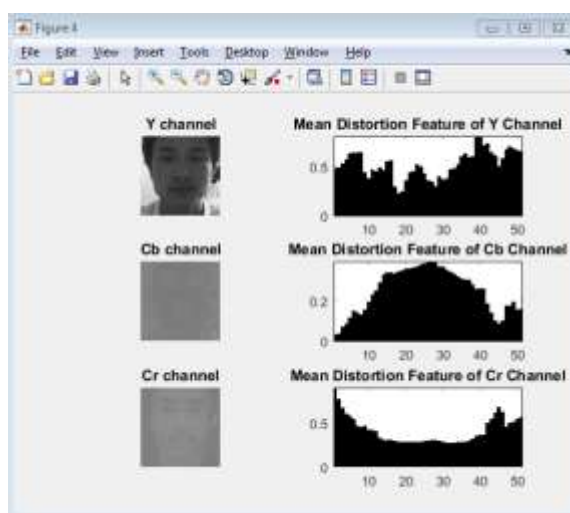 Figure 4
File Edit View Insert Tools Desktop Window Help
Y channel
Mean Distortion Feature of Y Channel
0.5
0
10 20 30 40 50
Cb channel
Mean Distortion Feature of Cb Channel
0.2
0
10 20 30 40 50
Cr channel
Mean Distortion Feature of Cr Channel
0.5
0
10 20 30 40 50